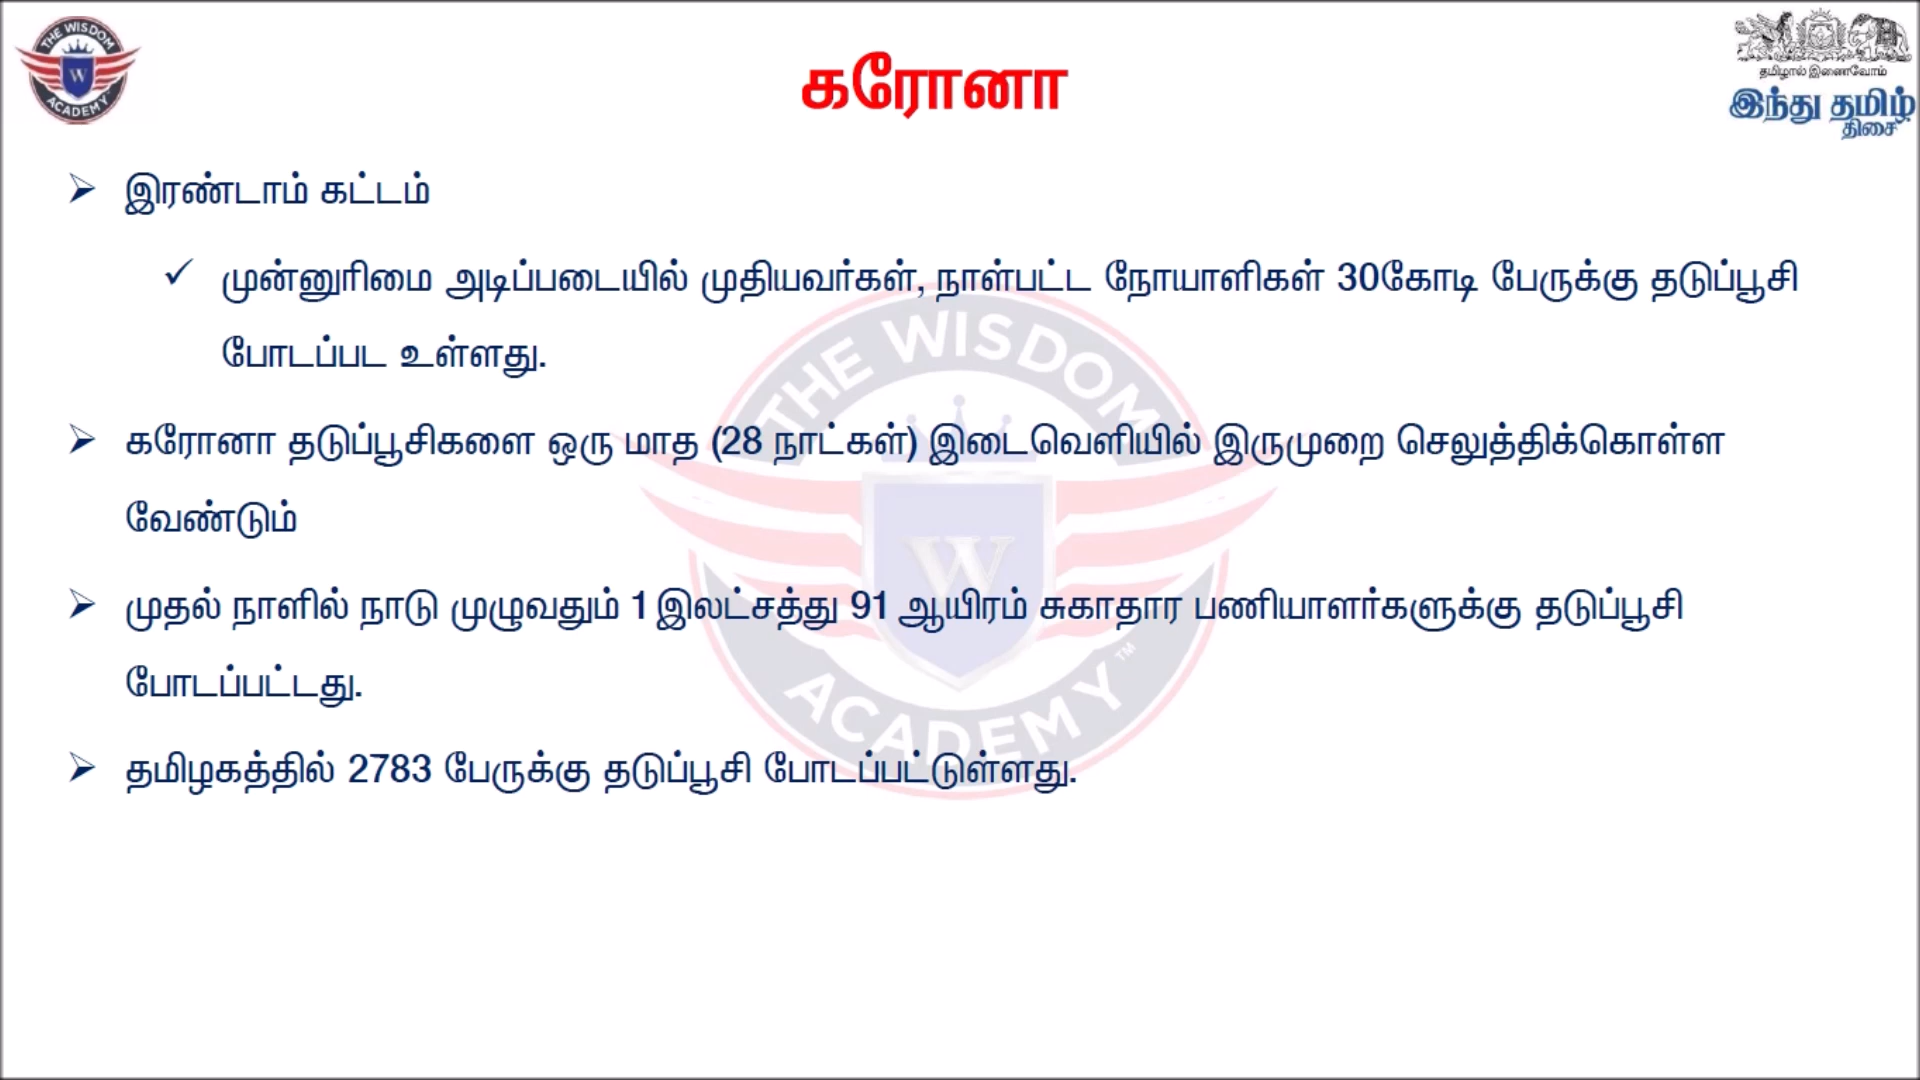 THE WISDOM
W
ACADEMY
கரோனா
தமிழால் இணைவோம்
இந்து தமிழ்
திசை
இரண்டாம் கட்டம்
முன்னுரிமை அடிப்படையில் முதியவர்கள், நாள்பட்ட நோயாளிகள் 30கோடி பேருக்கு தடுப்பூசி
போடப்பட உள்ளது.
கரோனா தடுப்பூசிகளை ஒரு மாத (28 நாட்கள்) இடைவெளியில் இருமுறை செலுத்திக்கொள்ள
வேண்டும்
முதல் நாளில் நாடு முழுவதும் 1 இலட்சத்து 91 ஆயிரம் சுகாதார பணியாளர்களுக்கு தடுப்பூசி
போடப்பட்டது.
தமிழகத்தில் 2783 பேருக்கு தடுப்பூசி போடப்பட்டுள்ளது.
THE WISDOM
W
ACADEMY™